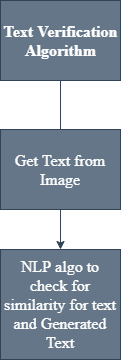 Text Verification
Algorithm
Get Text from
Image
NLP algo to
check for
similarity for text
and Generated
Text